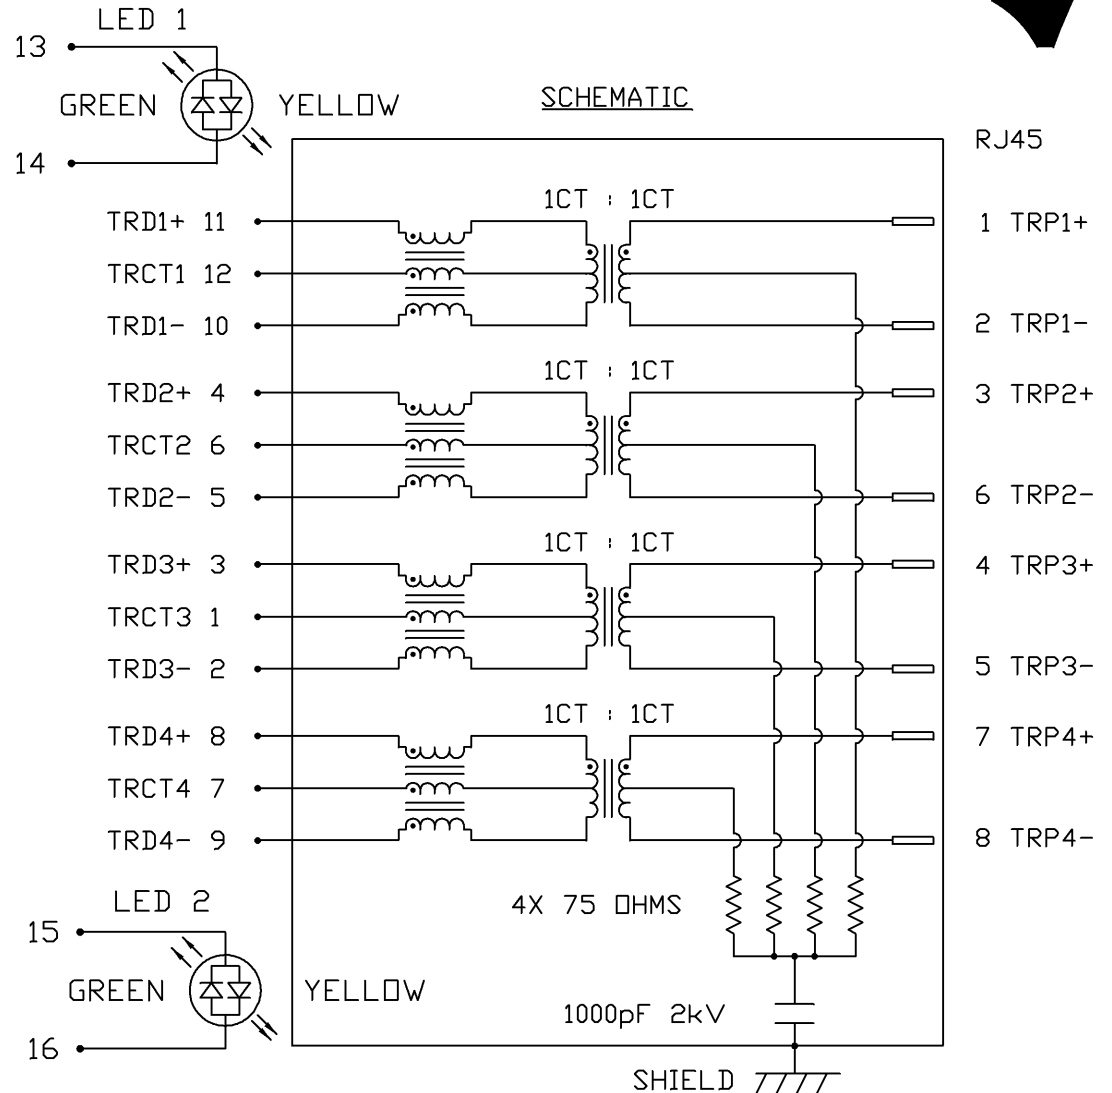 LED 1
13
GREEN YELLOW
14
SCHEMATIC
RJ45
1CT : 1CT
TRD1+ 11 1 TRP1+
TRCT1 12
TRD1- 10 2 TRP1-
1CT : 1CT
TRD2+ 4 3 TRP2+
TRCT2 6
TRD2- 5 6 TRP2-
1CT : 1CT
TRD3+ 3 4 TRP3+
TRCT3 1
TRD3- 2 5 TRP3-
1CT : 1CT
TRD4+ 8 7 TRP4+
TRCT4 7
TRD4- 9 8 TRP4-
LED 2
4X 75 OHMS
15
GREEN YELLOW
1000pF 2kV
16
SHIELD